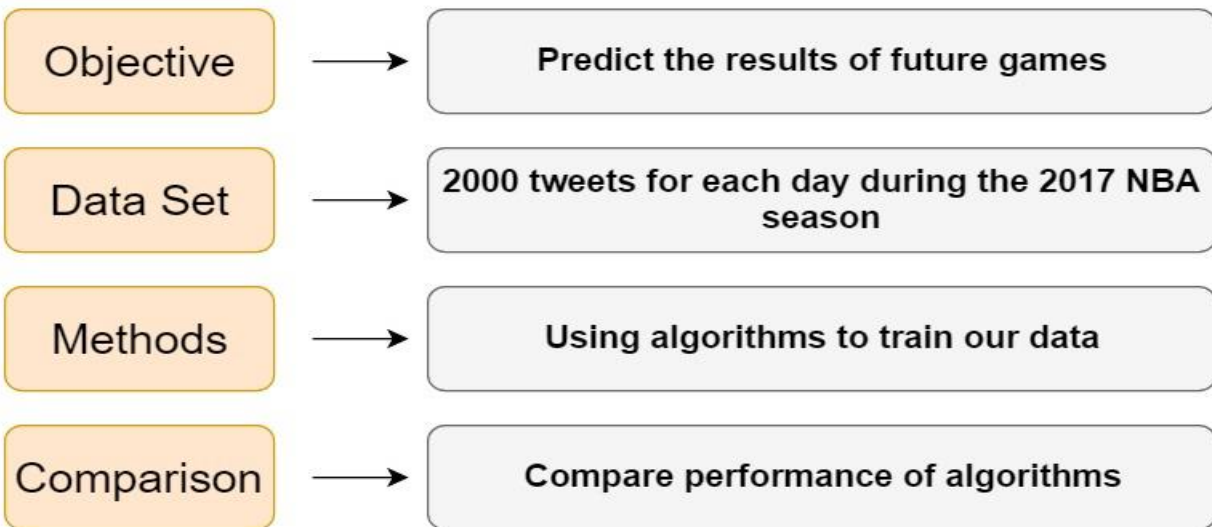 Objective
Predict the results of future games
Data Set
2000 tweets for each day during the 2017 NBA
season
Methods
Using algorithms to train our data
Comparison
Compare performance of algorithms